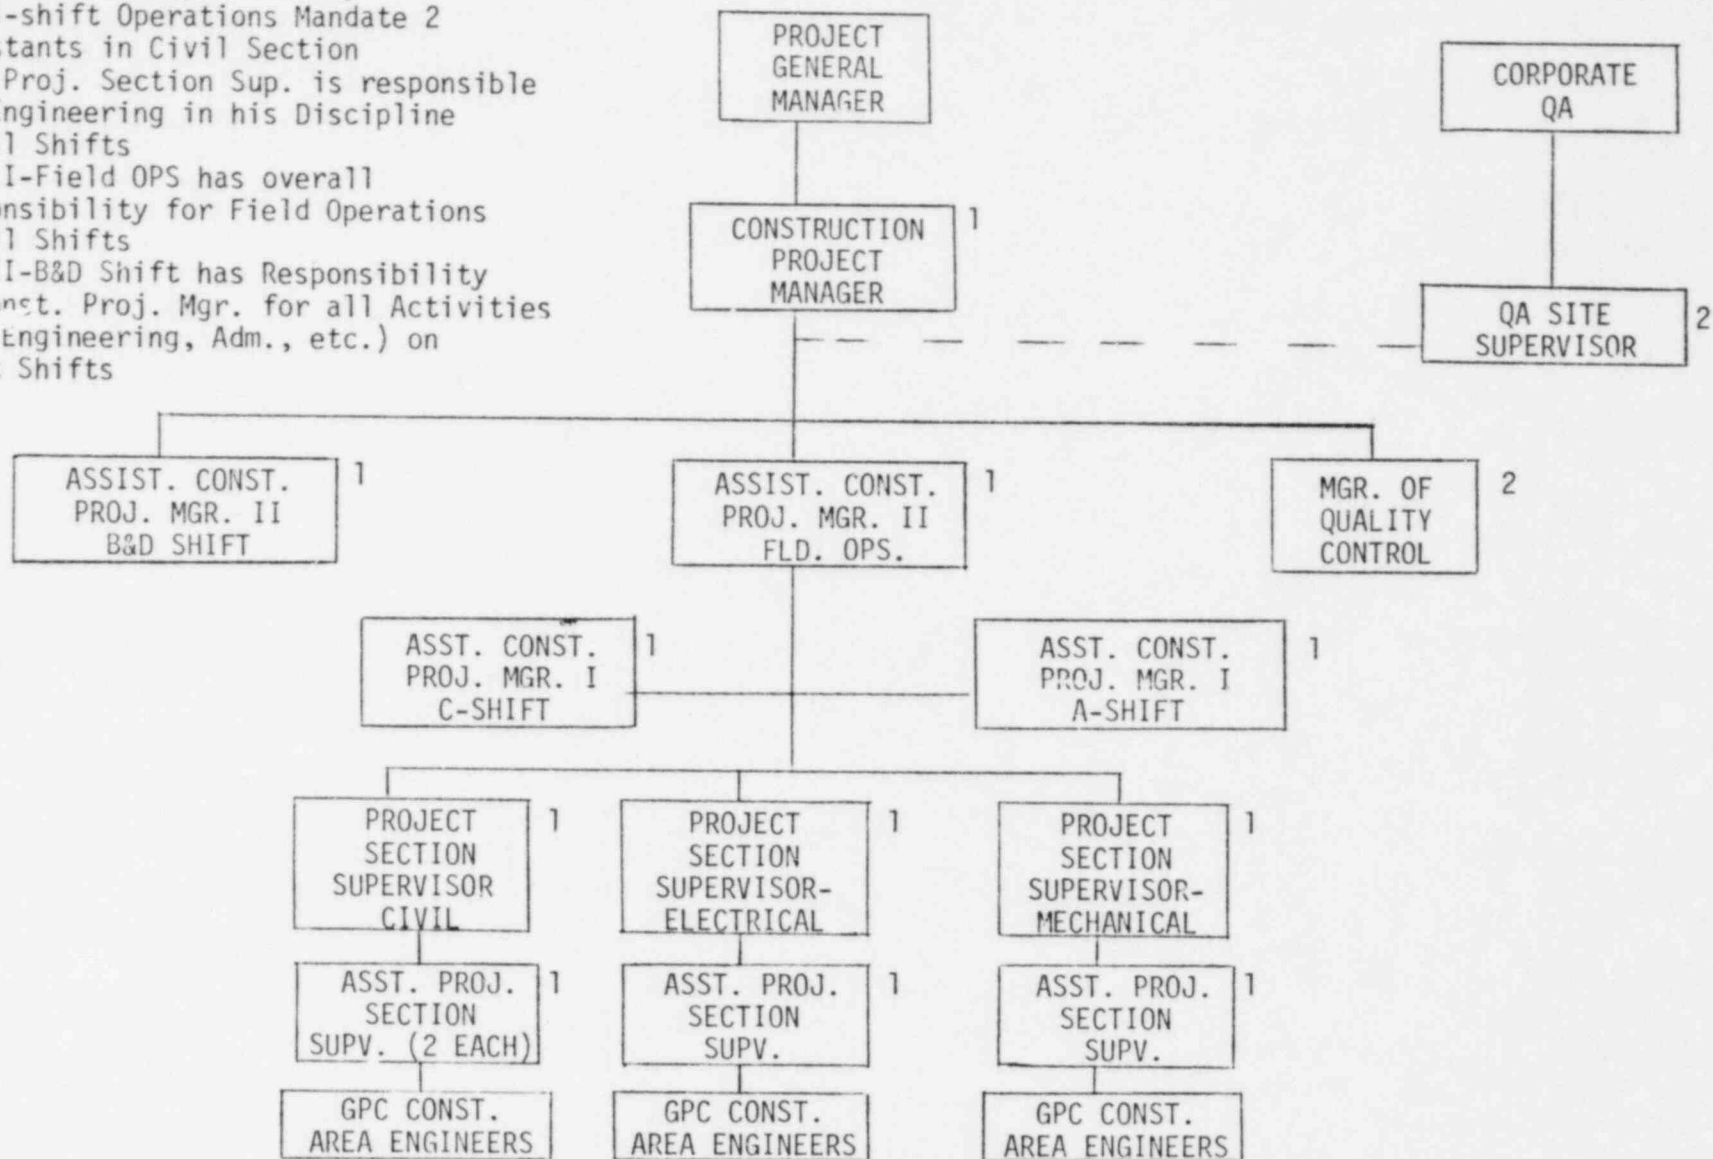 -shift Operations Mandate 2
tants in Civil Section
Proj. Section Sup. is responsible
ngineering in his Discipline
l Shifts
I-Field OPS has overall
onsibility for Field Operations
l Shifts
I-B&D Shift has Responsibility
nst. Proj. Mgr. for all Activities
Engineering, Adm., etc.) on
Shifts
PROJECT
GENERAL
MANAGER
CORPORATE
QA
CONSTRUCTION 1
PROJECT
MANAGER
QA SITE 2
SUPERVISOR
ASSIST. CONST. 1
PROJ. MGR. II
B&D SHIFT
ASSIST. CONST. 1
PROJ. MGR. II
FLD. OPS.
MGR. OF 2
QUALITY
CONTROL
ASST. CONST. 1
PROJ. MGR. I
C-SHIFT
ASST. CONST. 1
PROJ. MGR. I
A-SHIFT
PROJECT 1
SECTION
SUPERVISOR
CIVIL
PROJECT 1
SECTION
SUPERVISOR-
ELECTRICAL
PROJECT 1
SECTION
SUPERVISOR-
MECHANICAL
ASST. PROJ. 1
SECTION
SUPV. (2 EACH)
ASST. PROJ. 1
SECTION
SUPV.
ASST. PROJ. 1
SECTION
SUPV.
GPC CONST.
AREA ENGINEERS
GPC CONST.
AREA ENGINEERS
GPC CONST.
AREA ENGINEERS